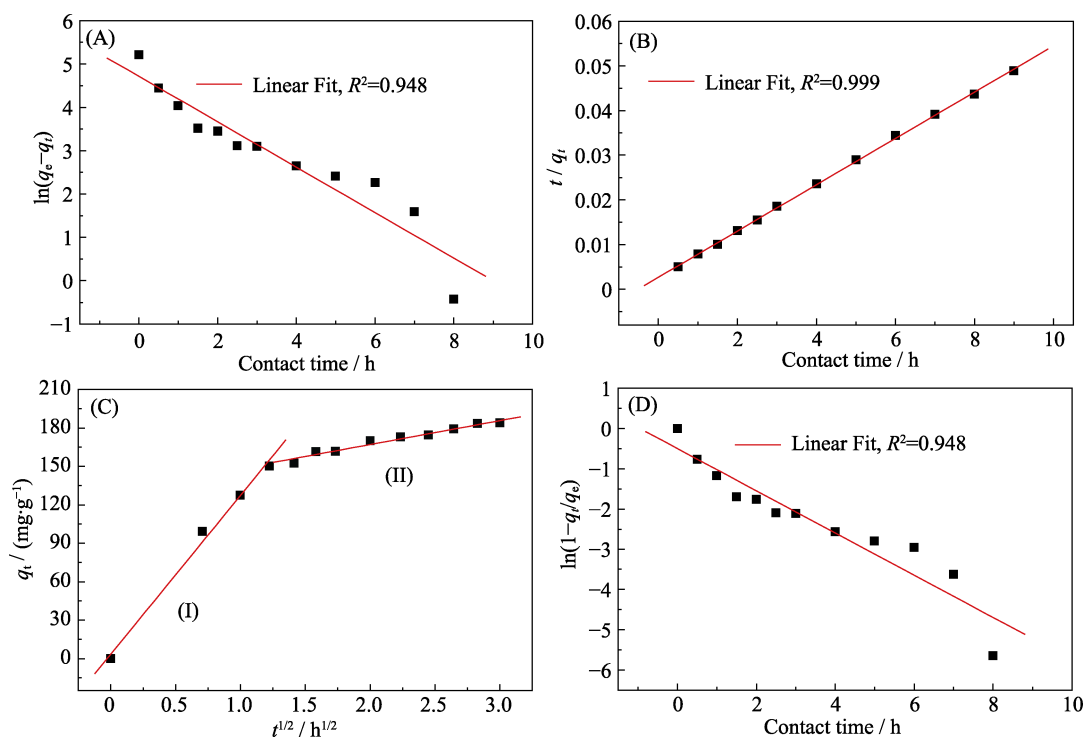 (A)
Linear Fit, R²=0.948
6
5
4
3
2
1
0
−1
ln(qₑ−qₜ)
0 2 4 6 8 10
Contact time / h
(B)
Linear Fit, R²=0.999
0.06
0.05
0.04
0.03
0.02
0.01
0
t / qₜ
0 2 4 6 8 10
Contact time / h
(C)
210
180
150
120
90
60
30
0
qₜ / (mg·g⁻¹)
(I)
(II)
0 0.5 1.0 1.5 2.0 2.5 3.0
t¹/² / h¹/²
(D)
Linear Fit, R²=0.948
1
0
−1
−2
−3
−4
−5
−6
ln(1−qₜ/qₑ)
0 2 4 6 8 10
Contact time / h